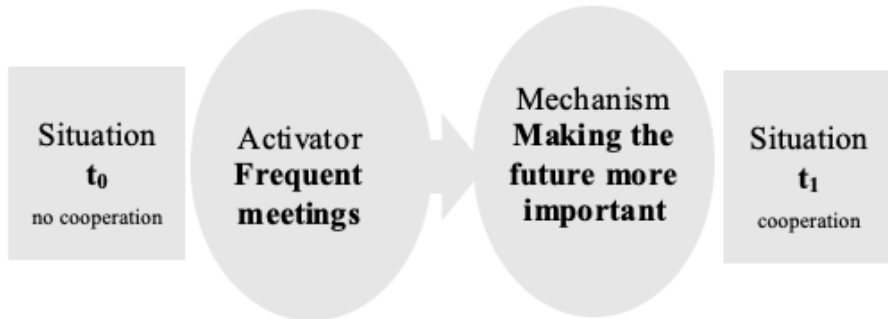 Situation
t₀
no cooperation
Activator
Frequent
meetings
Mechanism
Making the
future more
important
Situation
t₁
cooperation